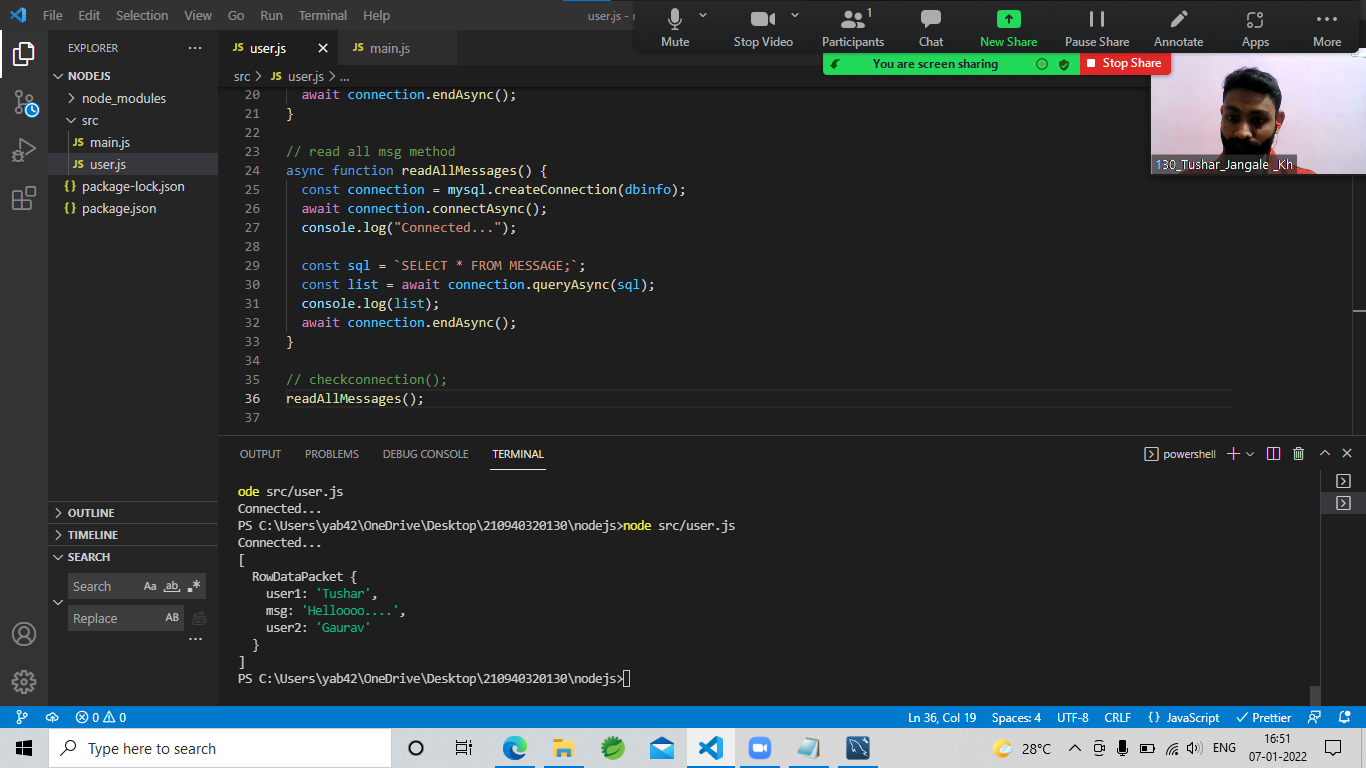 File Edit Selection View Go Run Terminal Help
user.js -
Mute
Stop Video
Participants
1
Chat
New Share
Pause Share
Annotate
Apps
More
You are screen sharing
Stop Share
130_Tushar_Jangale _Kh
EXPLORER
NODEJS
node_modules
src
JS main.js
JS user.js
{} package-lock.json
{} package.json
OUTLINE
TIMELINE
SEARCH
Search Aa ab .*
Replace AB
JS user.js
JS main.js
src > JS user.js > ...
20 await connection.endAsync();
21 }
22
23 // read all msg method
24 async function readAllMessages() {
25 const connection = mysql.createConnection(dbinfo);
26 await connection.connectAsync();
27 console.log("Connected...");
28
29 const sql = `SELECT * FROM MESSAGE;`;
30 const list = await connection.queryAsync(sql);
31 console.log(list);
32 await connection.endAsync();
33 }
34
35 // checkconnection();
36 readAllMessages();
37
OUTPUT PROBLEMS DEBUG CONSOLE TERMINAL
powershell
ode src/user.js
Connected...
PS C:\Users\yab42\OneDrive\Desktop\210940320130\nodejs>node src/user.js
Connected...
[
RowDataPacket {
user1: 'Tushar',
msg: 'Helloooo....',
user2: 'Gaurav'
}
]
PS C:\Users\yab42\OneDrive\Desktop\210940320130\nodejs>
0 0
Ln 36, Col 19 Spaces: 4 UTF-8 CRLF {} JavaScript Prettier
Type here to search
28°C
ENG
16:51
07-01-2022